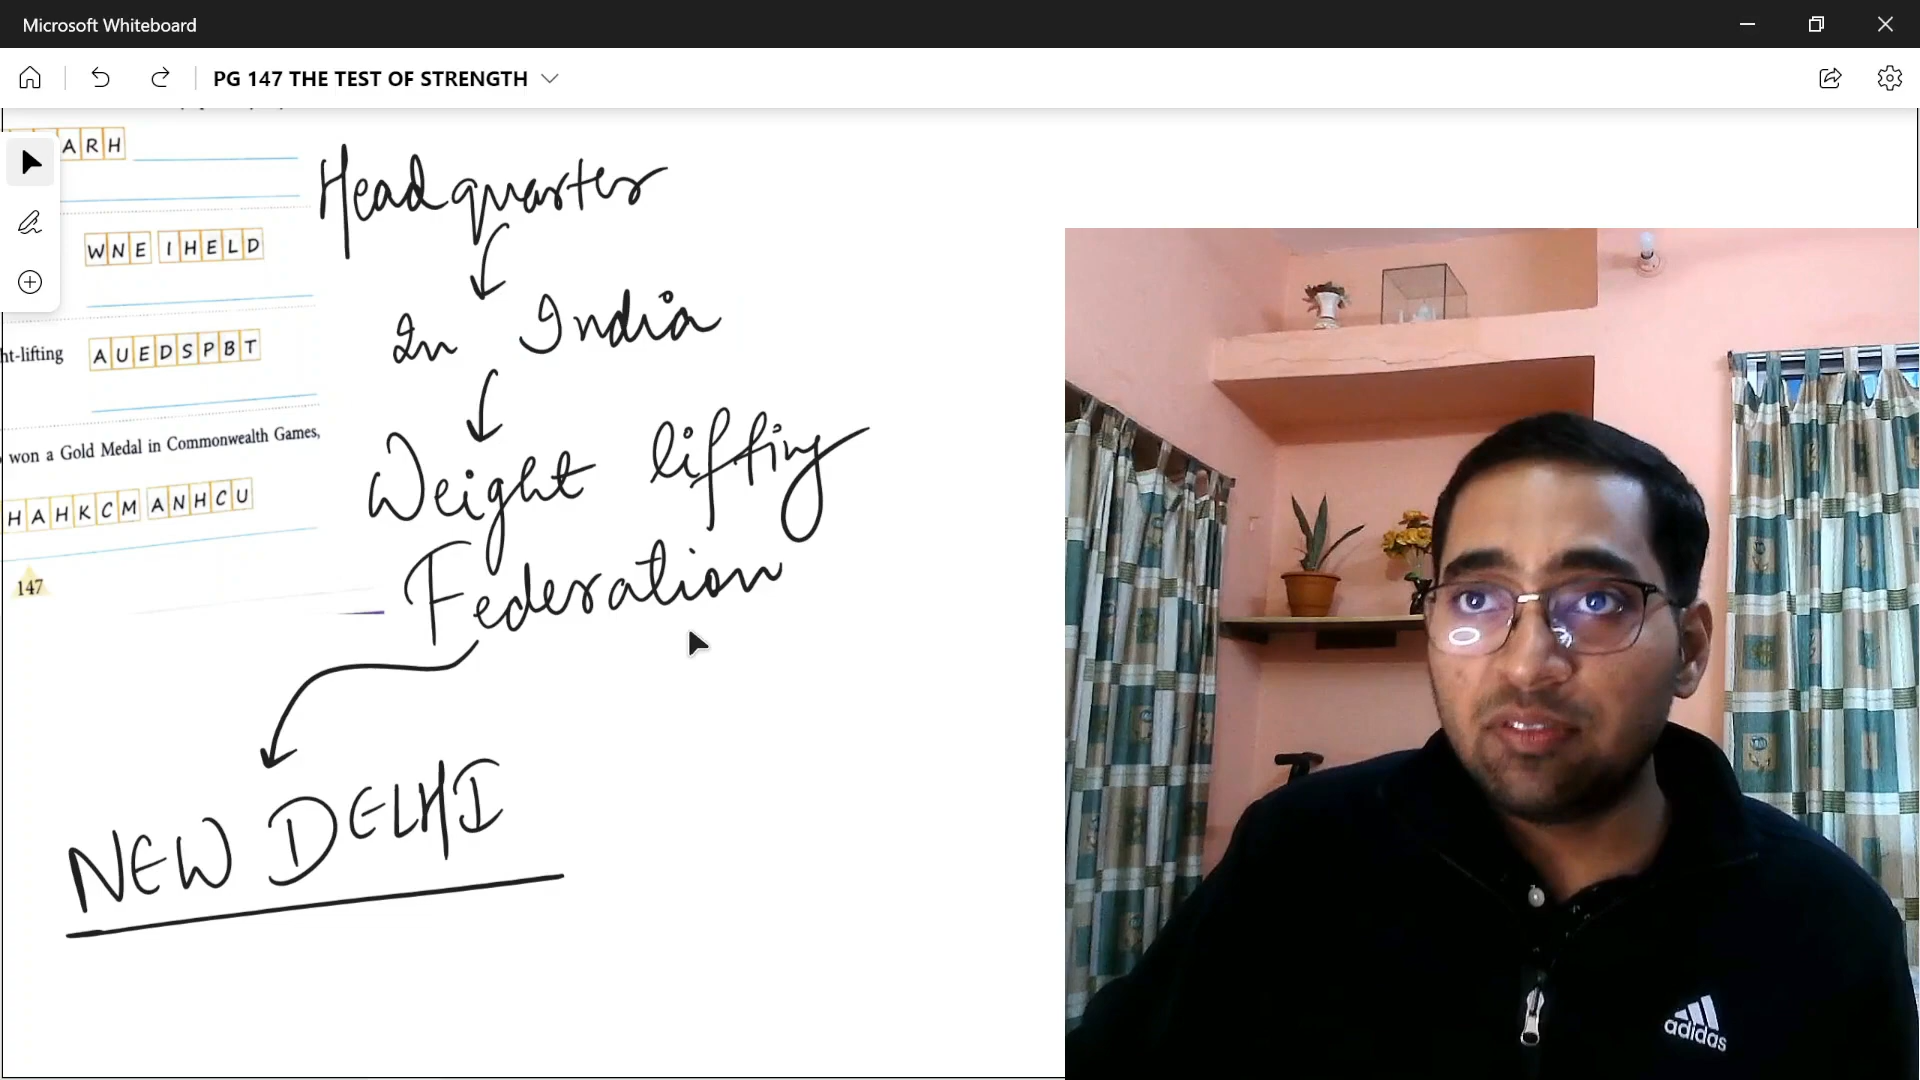 Microsoft Whiteboard
PG 147 THE TEST OF STRENGTH
ARH
WNE IHELD
ht-lifting AUEDSPBT
won a Gold Medal in Commonwealth Games,
HAHKCM ANHCU
147
Headquarter
In India
Weight lifting
Federation
NEW DELHI
adidas